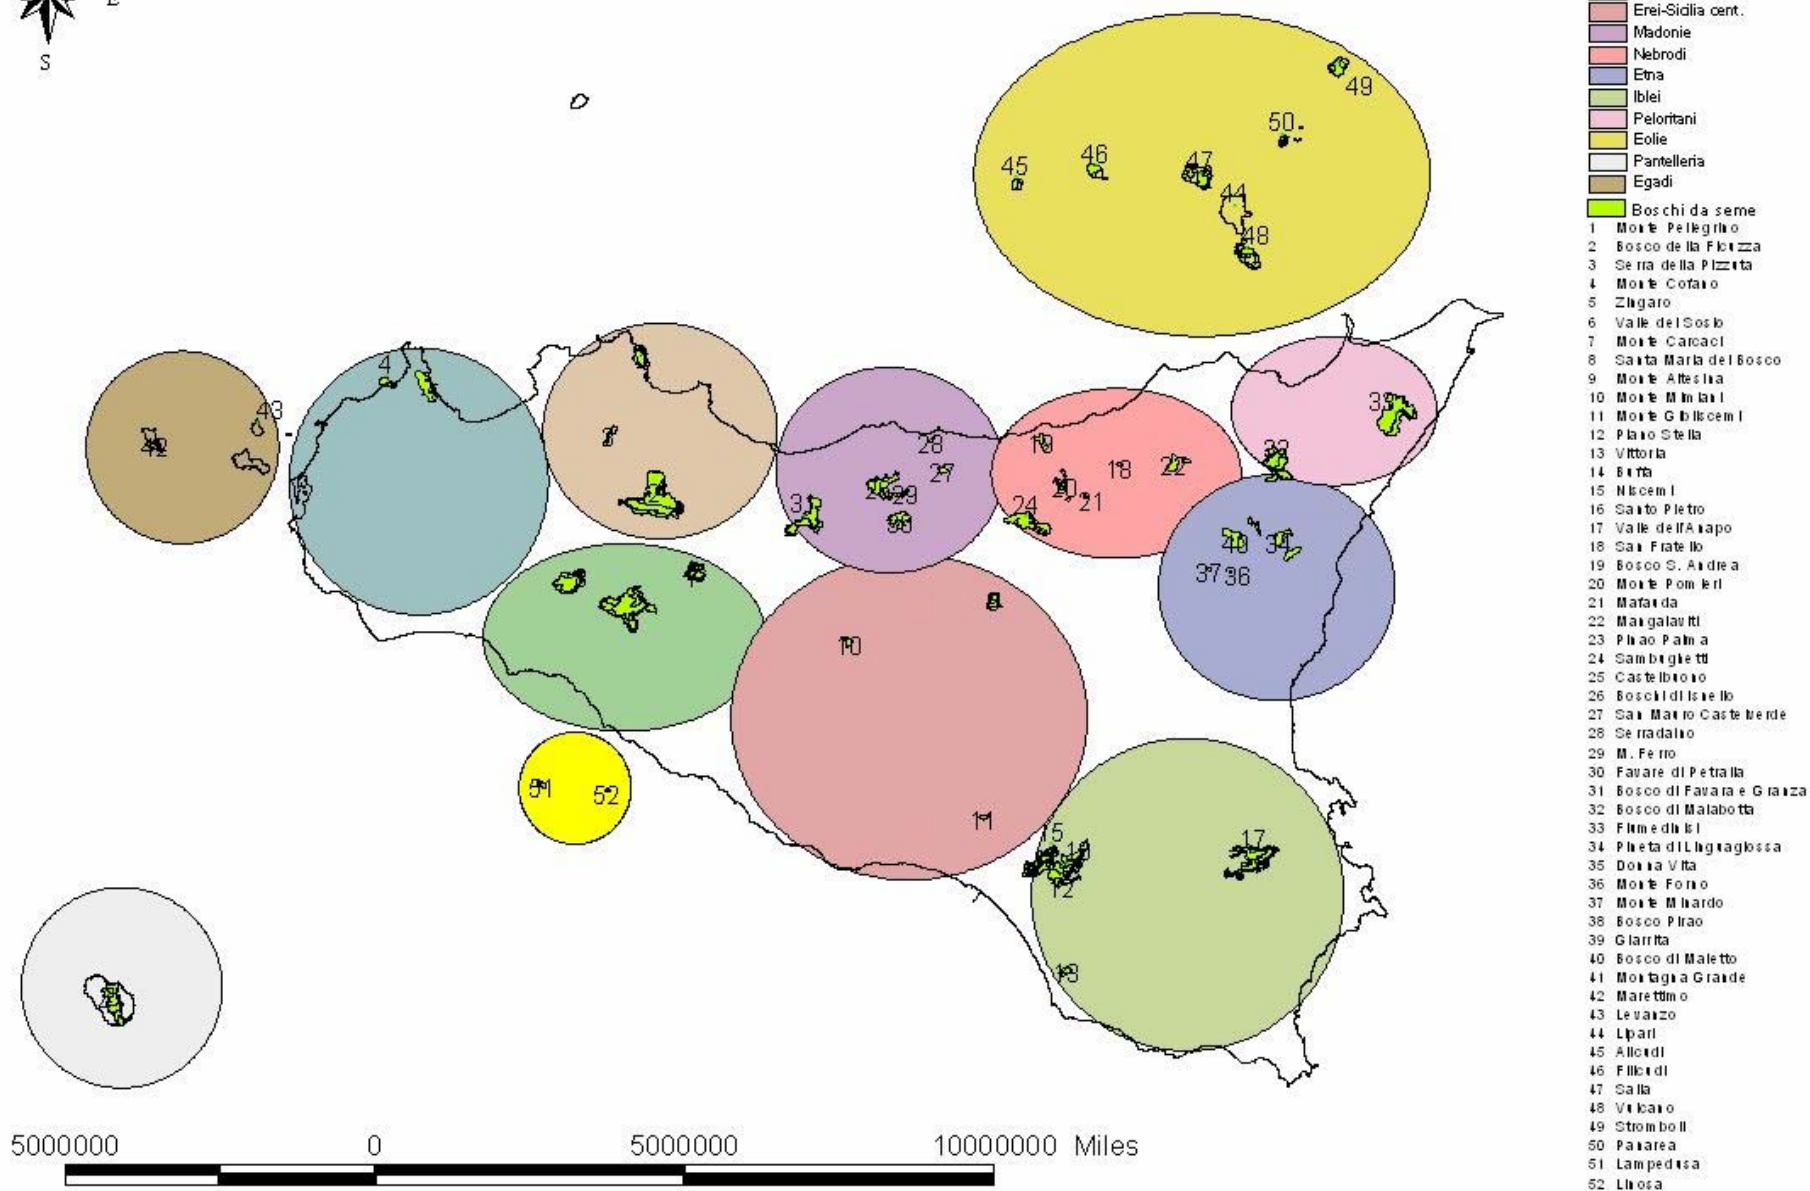 S
49
50
45
46
47
44
48
4
43
42
33
28
27
18
22
21
24
20
29
30
40
34
37
36
10
11
51
52
15
17
12
13
50000000 0 50000000 10000000 Miles
Erei-Sicilia cent.
Madonie
Nebrodi
Etna
Iblei
Peloritani
Eolie
Pantelleria
Egadi
Boschi da seme
1 Monte Pellegrino
2 Bosco della Ficuzza
3 Serra della Pizzuta
4 Monte Cofano
5 Zingaro
6 Valle del Sosio
7 Monte Carcaci
8 Santa Maria del Bosco
9 Monte Altesina
10 Monte Mimiani
11 Monte Gibliscemi
12 Piano Stella
13 Vittoria
14 Buffa
15 Niscemi
16 Santo Pietro
17 Valle dell'Anapo
18 San Fratello
19 Bosco S. Andrea
20 Monte Pomieri
21 Mafauda
22 Mangalaviti
23 Pinao Palma
24 Sambughetti
25 Castelbuono
26 Boschi di Isnello
27 San Mauro Castelverde
28 Serradaino
29 M. Ferro
30 Favare di Petralia
31 Bosco di Favara e Granza
32 Bosco di Malabotta
33 Fiumedinisi
34 Pineta di Linguaglossa
35 Donna Vita
36 Monte Forno
37 Monte Minardo
38 Bosco Pirao
39 Giarrita
40 Bosco di Maletto
41 Montagna Grande
42 Marettimo
43 Levanzo
44 Lipari
45 Alicudi
46 Filicudi
47 Salia
48 Vulcano
49 Stromboli
50 Panarea
51 Lampedusa
52 Linosa